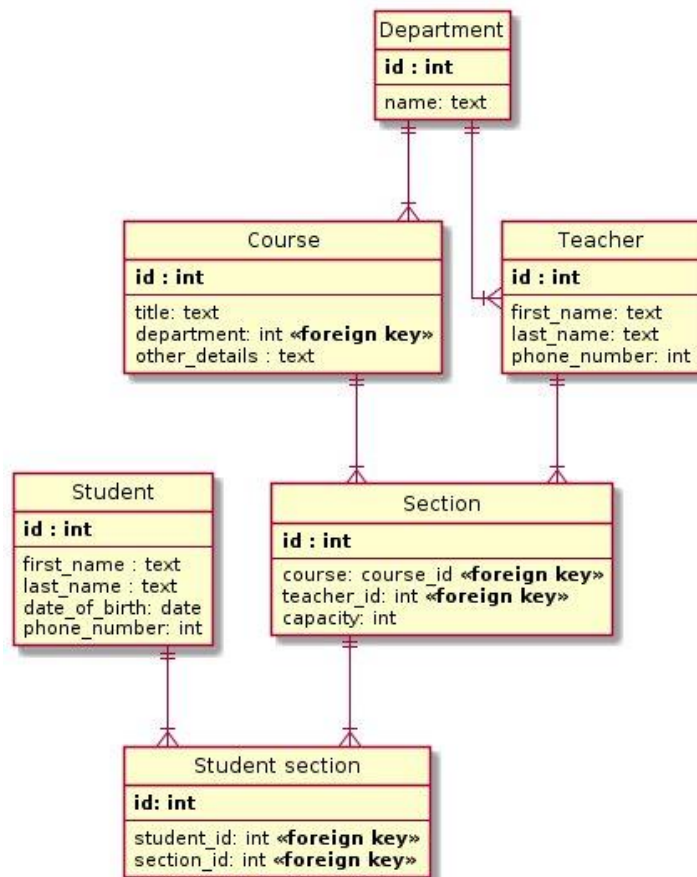 Department
id : int
name: text
Course
id : int
title: text
department: int «foreign key»
other_details : text
Teacher
id : int
first_name: text
last_name: text
phone_number: int
Student
id : int
first_name : text
last_name : text
date_of_birth: date
phone_number: int
Section
id : int
course: course_id «foreign key»
teacher_id: int «foreign key»
capacity: int
Student section
id: int
student_id: int «foreign key»
section_id: int «foreign key»